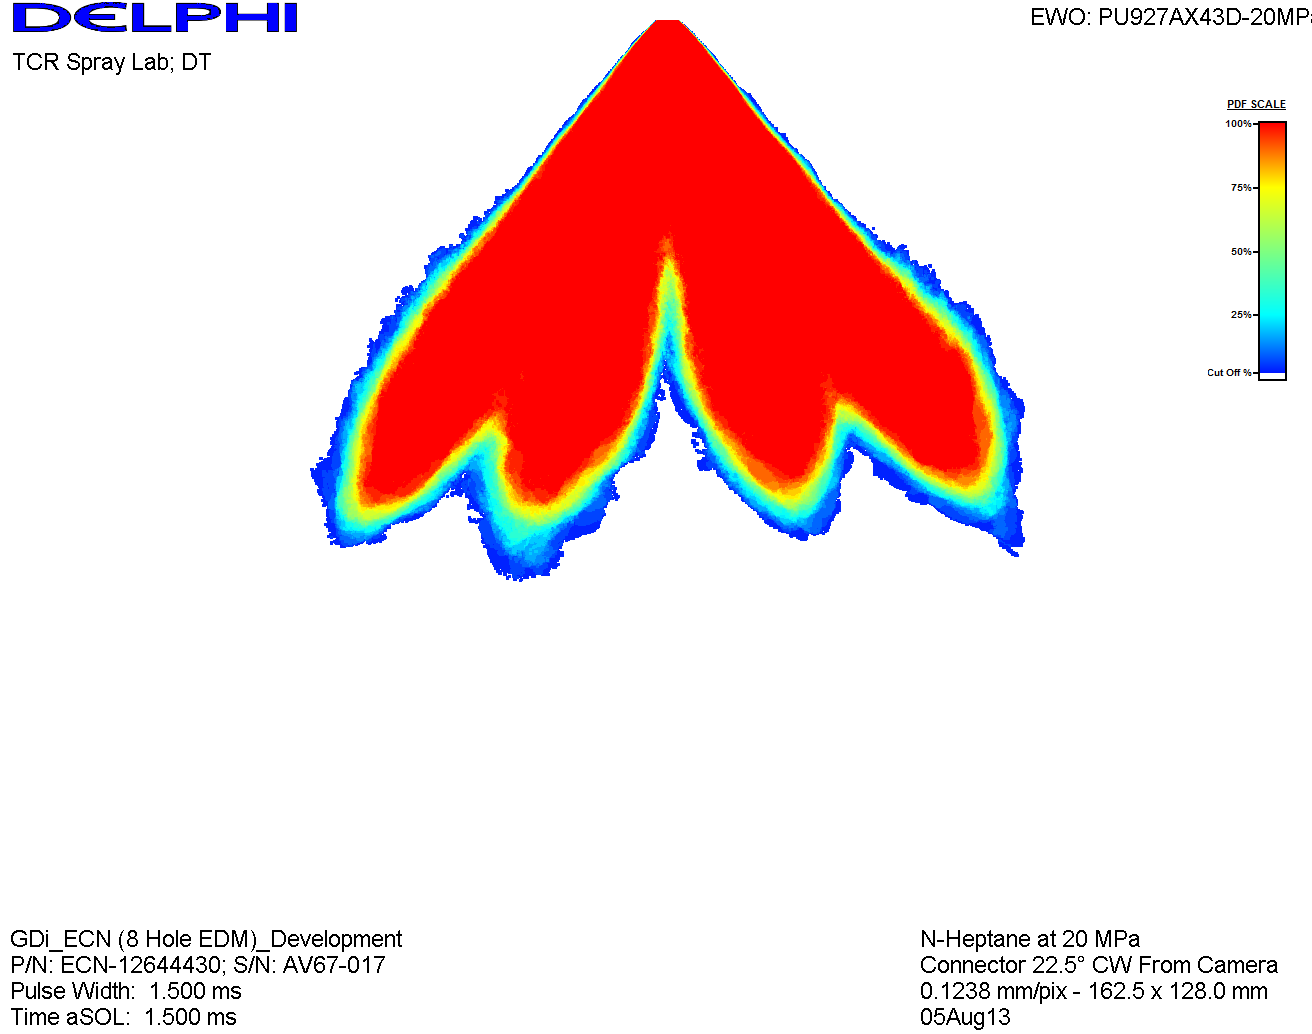 DELPHI
EWO: PU927AX43D-20MPa
TCR Spray Lab; DT
PDF SCALE
100%
75%
50%
25%
Cut Off %
GDi_ECN (8 Hole EDM)_Development
P/N: ECN-12644430; S/N: AV67-017
Pulse Width:  1.500 ms
Time aSOL:  1.500 ms
N-Heptane at 20 MPa
Connector 22.5° CW From Camera
0.1238 mm/pix - 162.5 x 128.0 mm
05Aug13